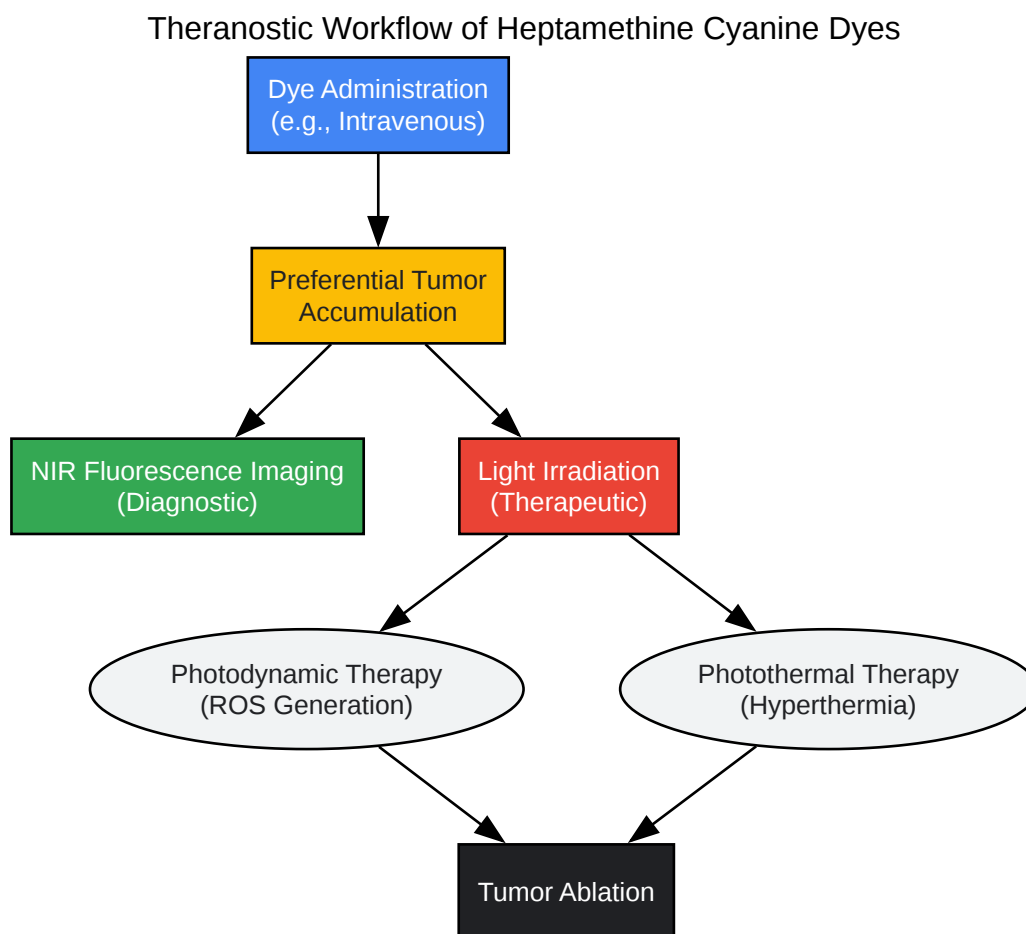 Theranostic Workflow of Heptamethine Cyanine Dyes
Dye Administration
(e.g., Intravenous)
Preferential Tumor
Accumulation
NIR Fluorescence Imaging
(Diagnostic)
Light Irradiation
(Therapeutic)
Photodynamic Therapy
(ROS Generation)
Photothermal Therapy
(Hyperthermia)
Tumor Ablation